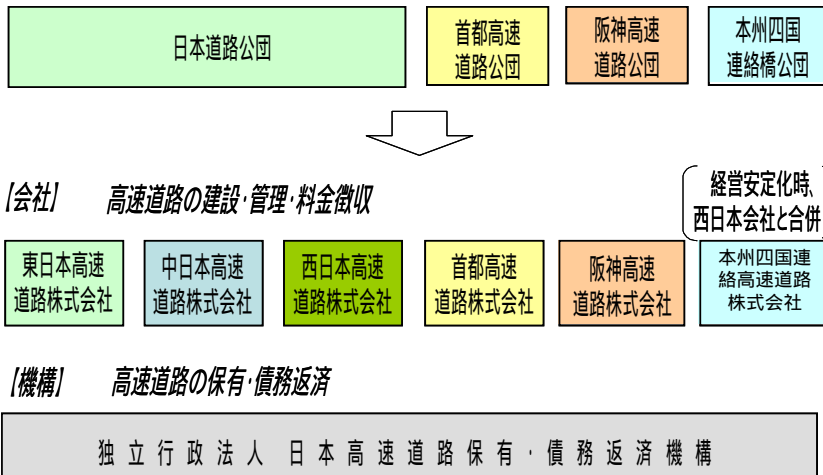 日本道路公団
首都高速
道路公団
阪神高速
道路公団
本州四国
連絡橋公団
【会社】 高速道路の建設・管理・料金徴収
経営安定化時、
西日本会社と合併
東日本高速
道路株式会社
中日本高速
道路株式会社
西日本高速
道路株式会社
首都高速
道路株式会社
阪神高速
道路株式会社
本州四国連
絡高速道路
株式会社
【機構】 高速道路の保有・債務返済
独立行政法人 日本高速道路保有・債務返済機構